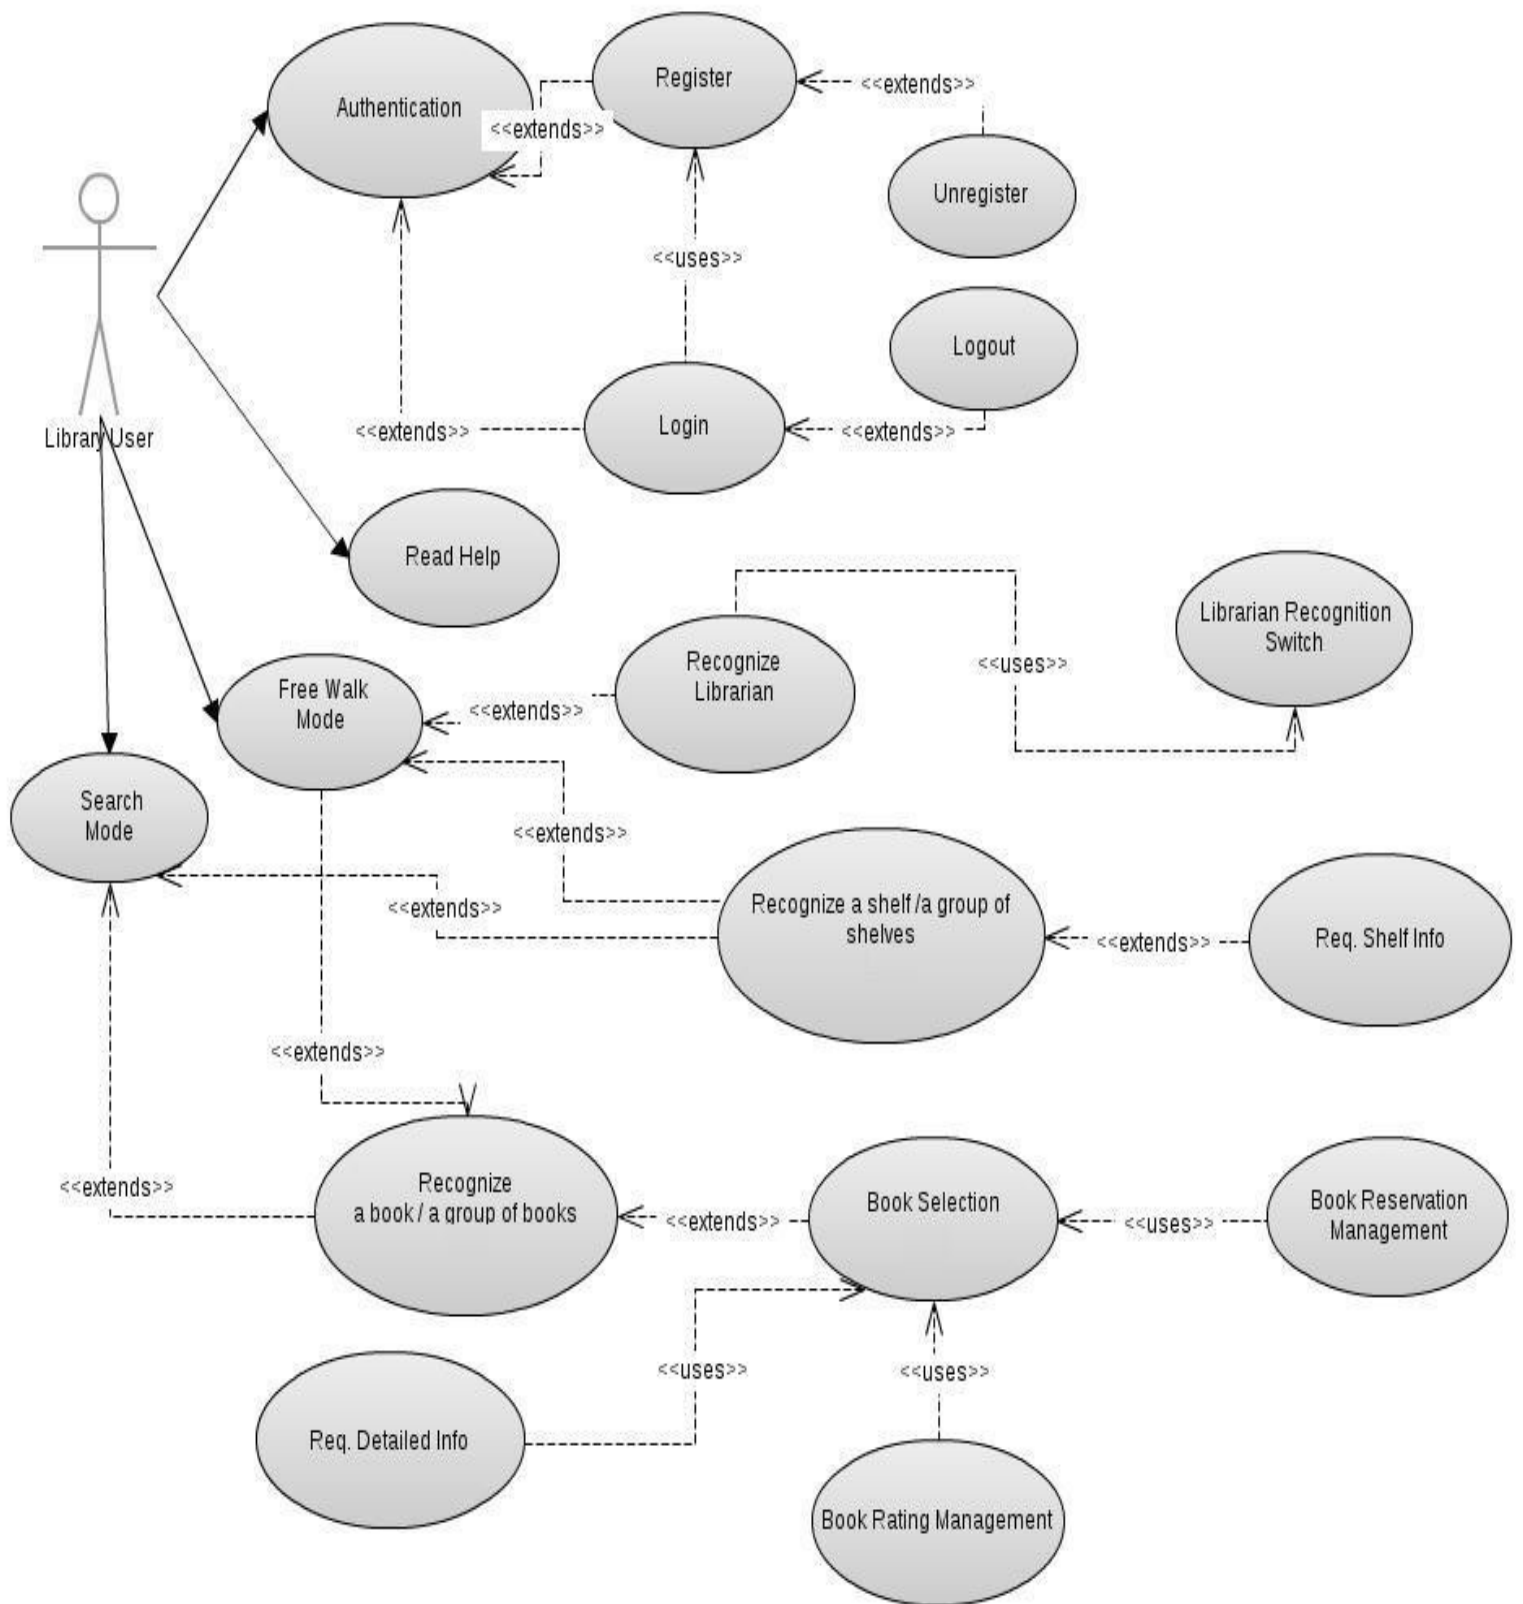 Authentication
Register
<<extends>>
<<extends>>
Unregister
<<uses>>
Logout
Library User
<<extends>>
Login
<<extends>>
Read Help
Librarian Recognition
Switch
Recognize
Librarian
<<uses>>
Free Walk
Mode
<<extends>>
Search
Mode
<<extends>>
<<extends>>
Recognize a shelf /a group of
shelves
<<extends>>
Req. Shelf Info
<<extends>>
<<extends>>
Recognize
a book / a group of books
<<extends>>
Book Selection
<<uses>>
Book Reservation
Management
<<uses>>
<<uses>>
Req. Detailed Info
Book Rating Management